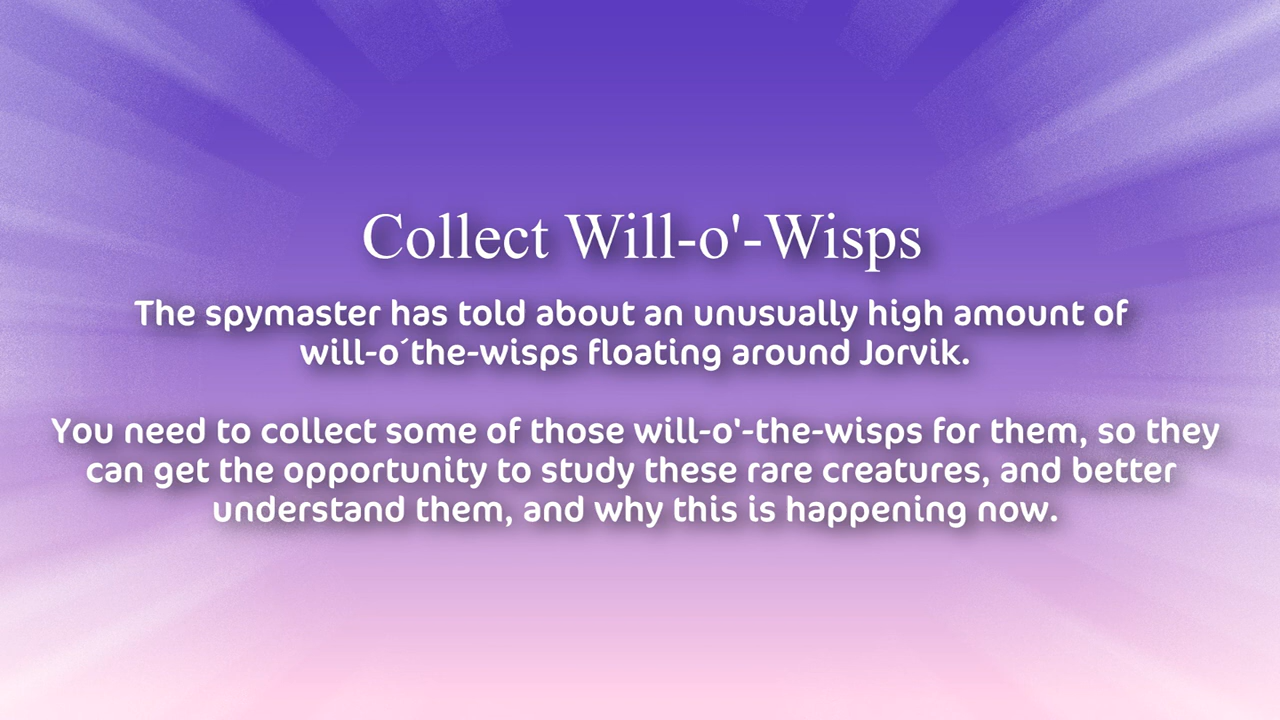 Collect Will-o'-Wisps
The spymaster has told about an unusually high amount of
will-o´the-wisps floating around Jorvik.
You need to collect some of those will-o'-the-wisps for them, so they
can get the opportunity to study these rare creatures, and better
understand them, and why this is happening now.